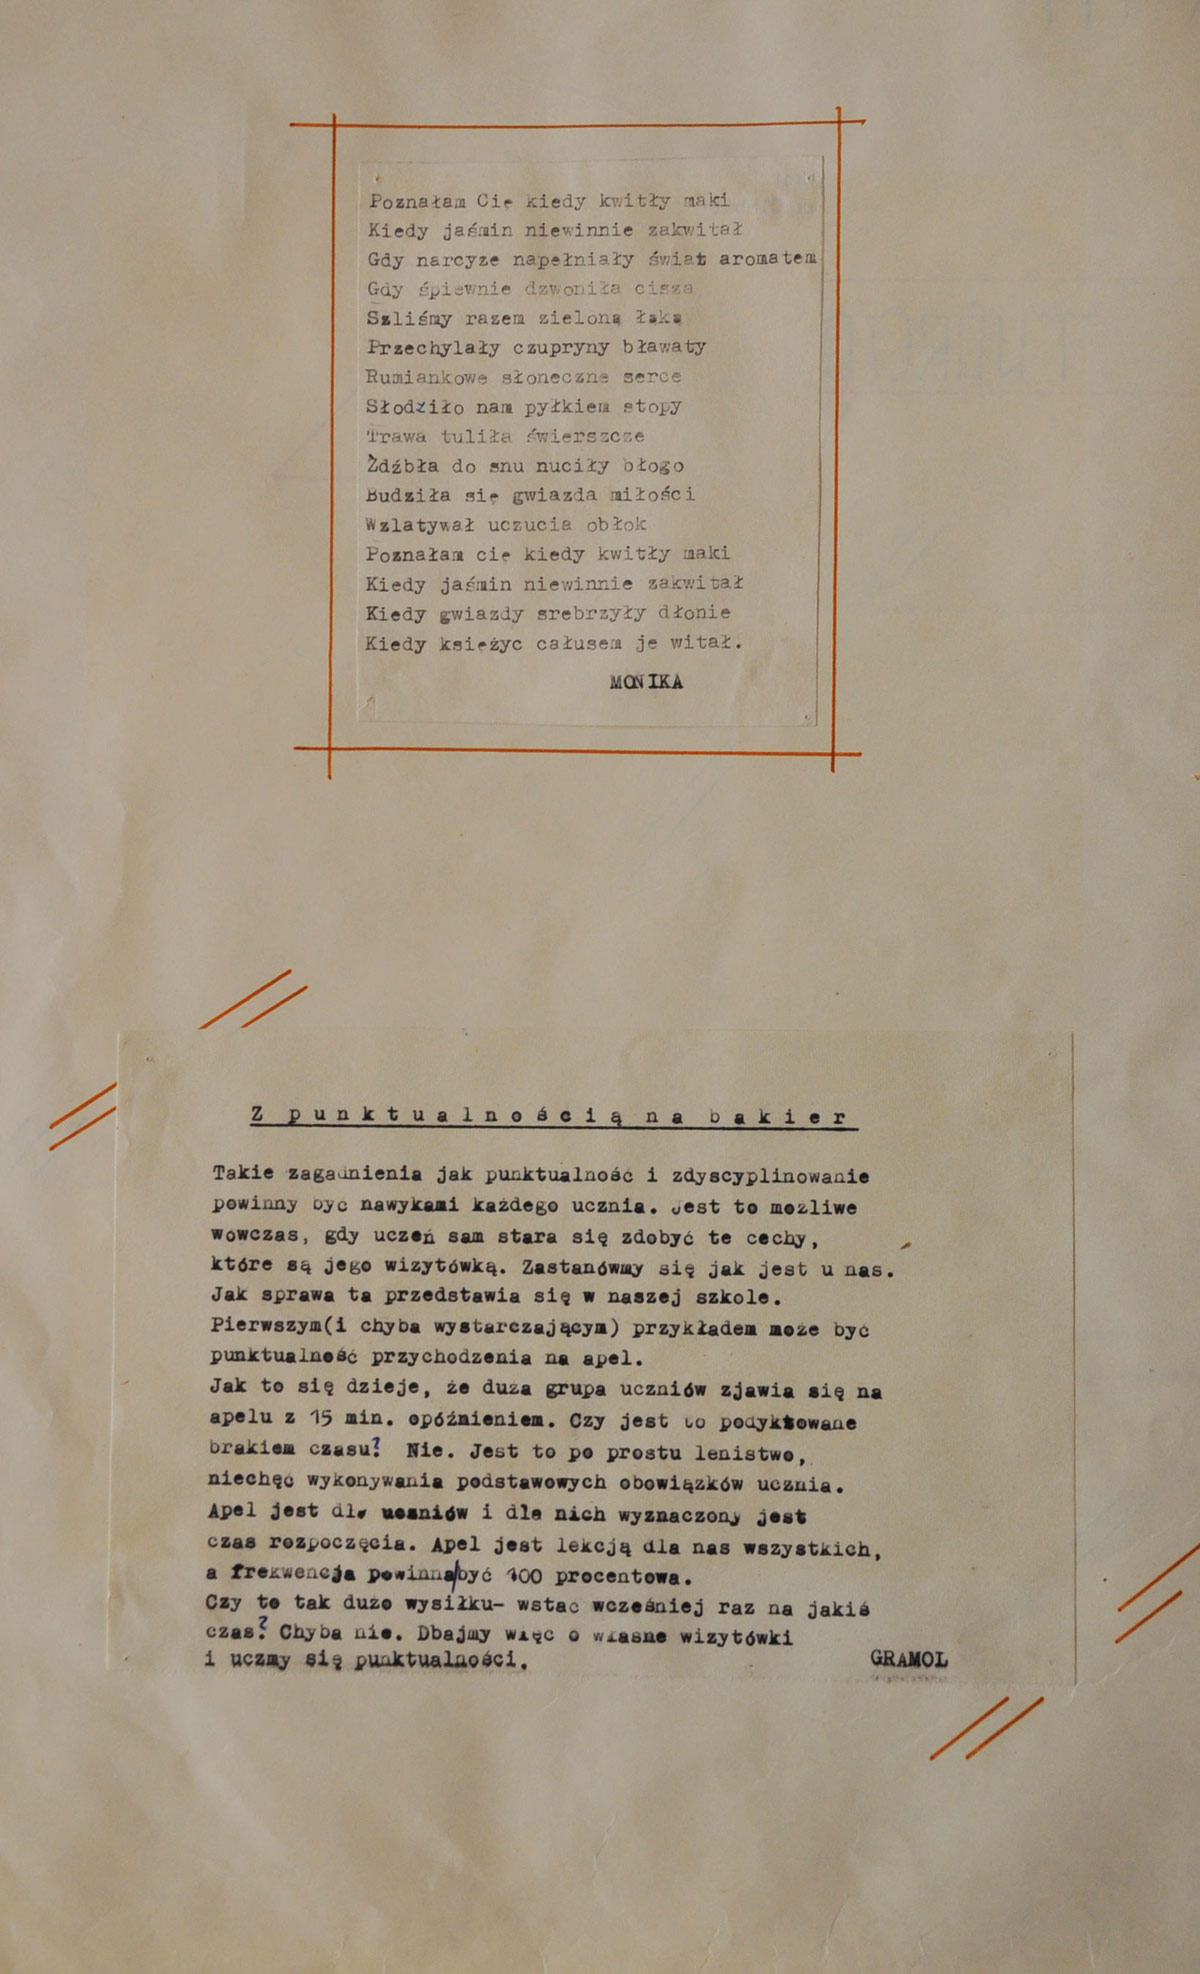 Poznałam Cię kiedy kwitły maki
Kiedy jaśmin niewinnie zakwitał
Gdy narcyze napełniały świat aromatem
Gdy śpiewnie dzwoniła cisza
Szliśmy razem zieloną łąką
Przechylały czupryny bławaty
Rumiankowe słoneczne serce
Słodziło nam pyłkiem stopy
Trawa tuliła świerszcze
Żdźbła do snu nuciły błogo
Budziła się gwiazda miłości
Wzlatywał uczucia obłok
Poznałam cię kiedy kwitły maki
Kiedy jaśmin niewinnie zakwitał
Kiedy gwiazdy srebrzyły dłonie
Kiedy księżyc całusem je witał.
MONIKA
Z punktualnością na bakier
Takie zagadnienia jak punktualność i zdyscyplinowanie
powinny być nawykami każdego ucznia. Jest to możliwe
wówczas, gdy uczeń sam stara się zdobyć te cechy,
które są jego wizytówką. Zastanówmy się jak jest u nas.
Jak sprawa ta przedstawia się w naszej szkole.
Pierwszym(i chyba wystarczającym) przykładem może być
punktualność przychodzenia na apel.
Jak to się dzieje, że duża grupa uczniów zjawia się na
apelu z 15 min. opóźnieniem. Czy jest to podyktowane
brakiem czasu? Nie. Jest to po prostu lenistwo,
niechęć wykonywania podstawowych obowiązków ucznia.
Apel jest dla uczniów i dla nich wyznaczony jest
czas rozpoczęcia. Apel jest lekcją dla nas wszystkich,
a frekwencja powinna/być 100 procentowa.
Czy to tak dużo wysiłku- wstać wcześniej raz na jakiś
czas? Chyba nie. Dbajmy więc o własne wizytówki
i uczmy się punktualności.
GRAMOL